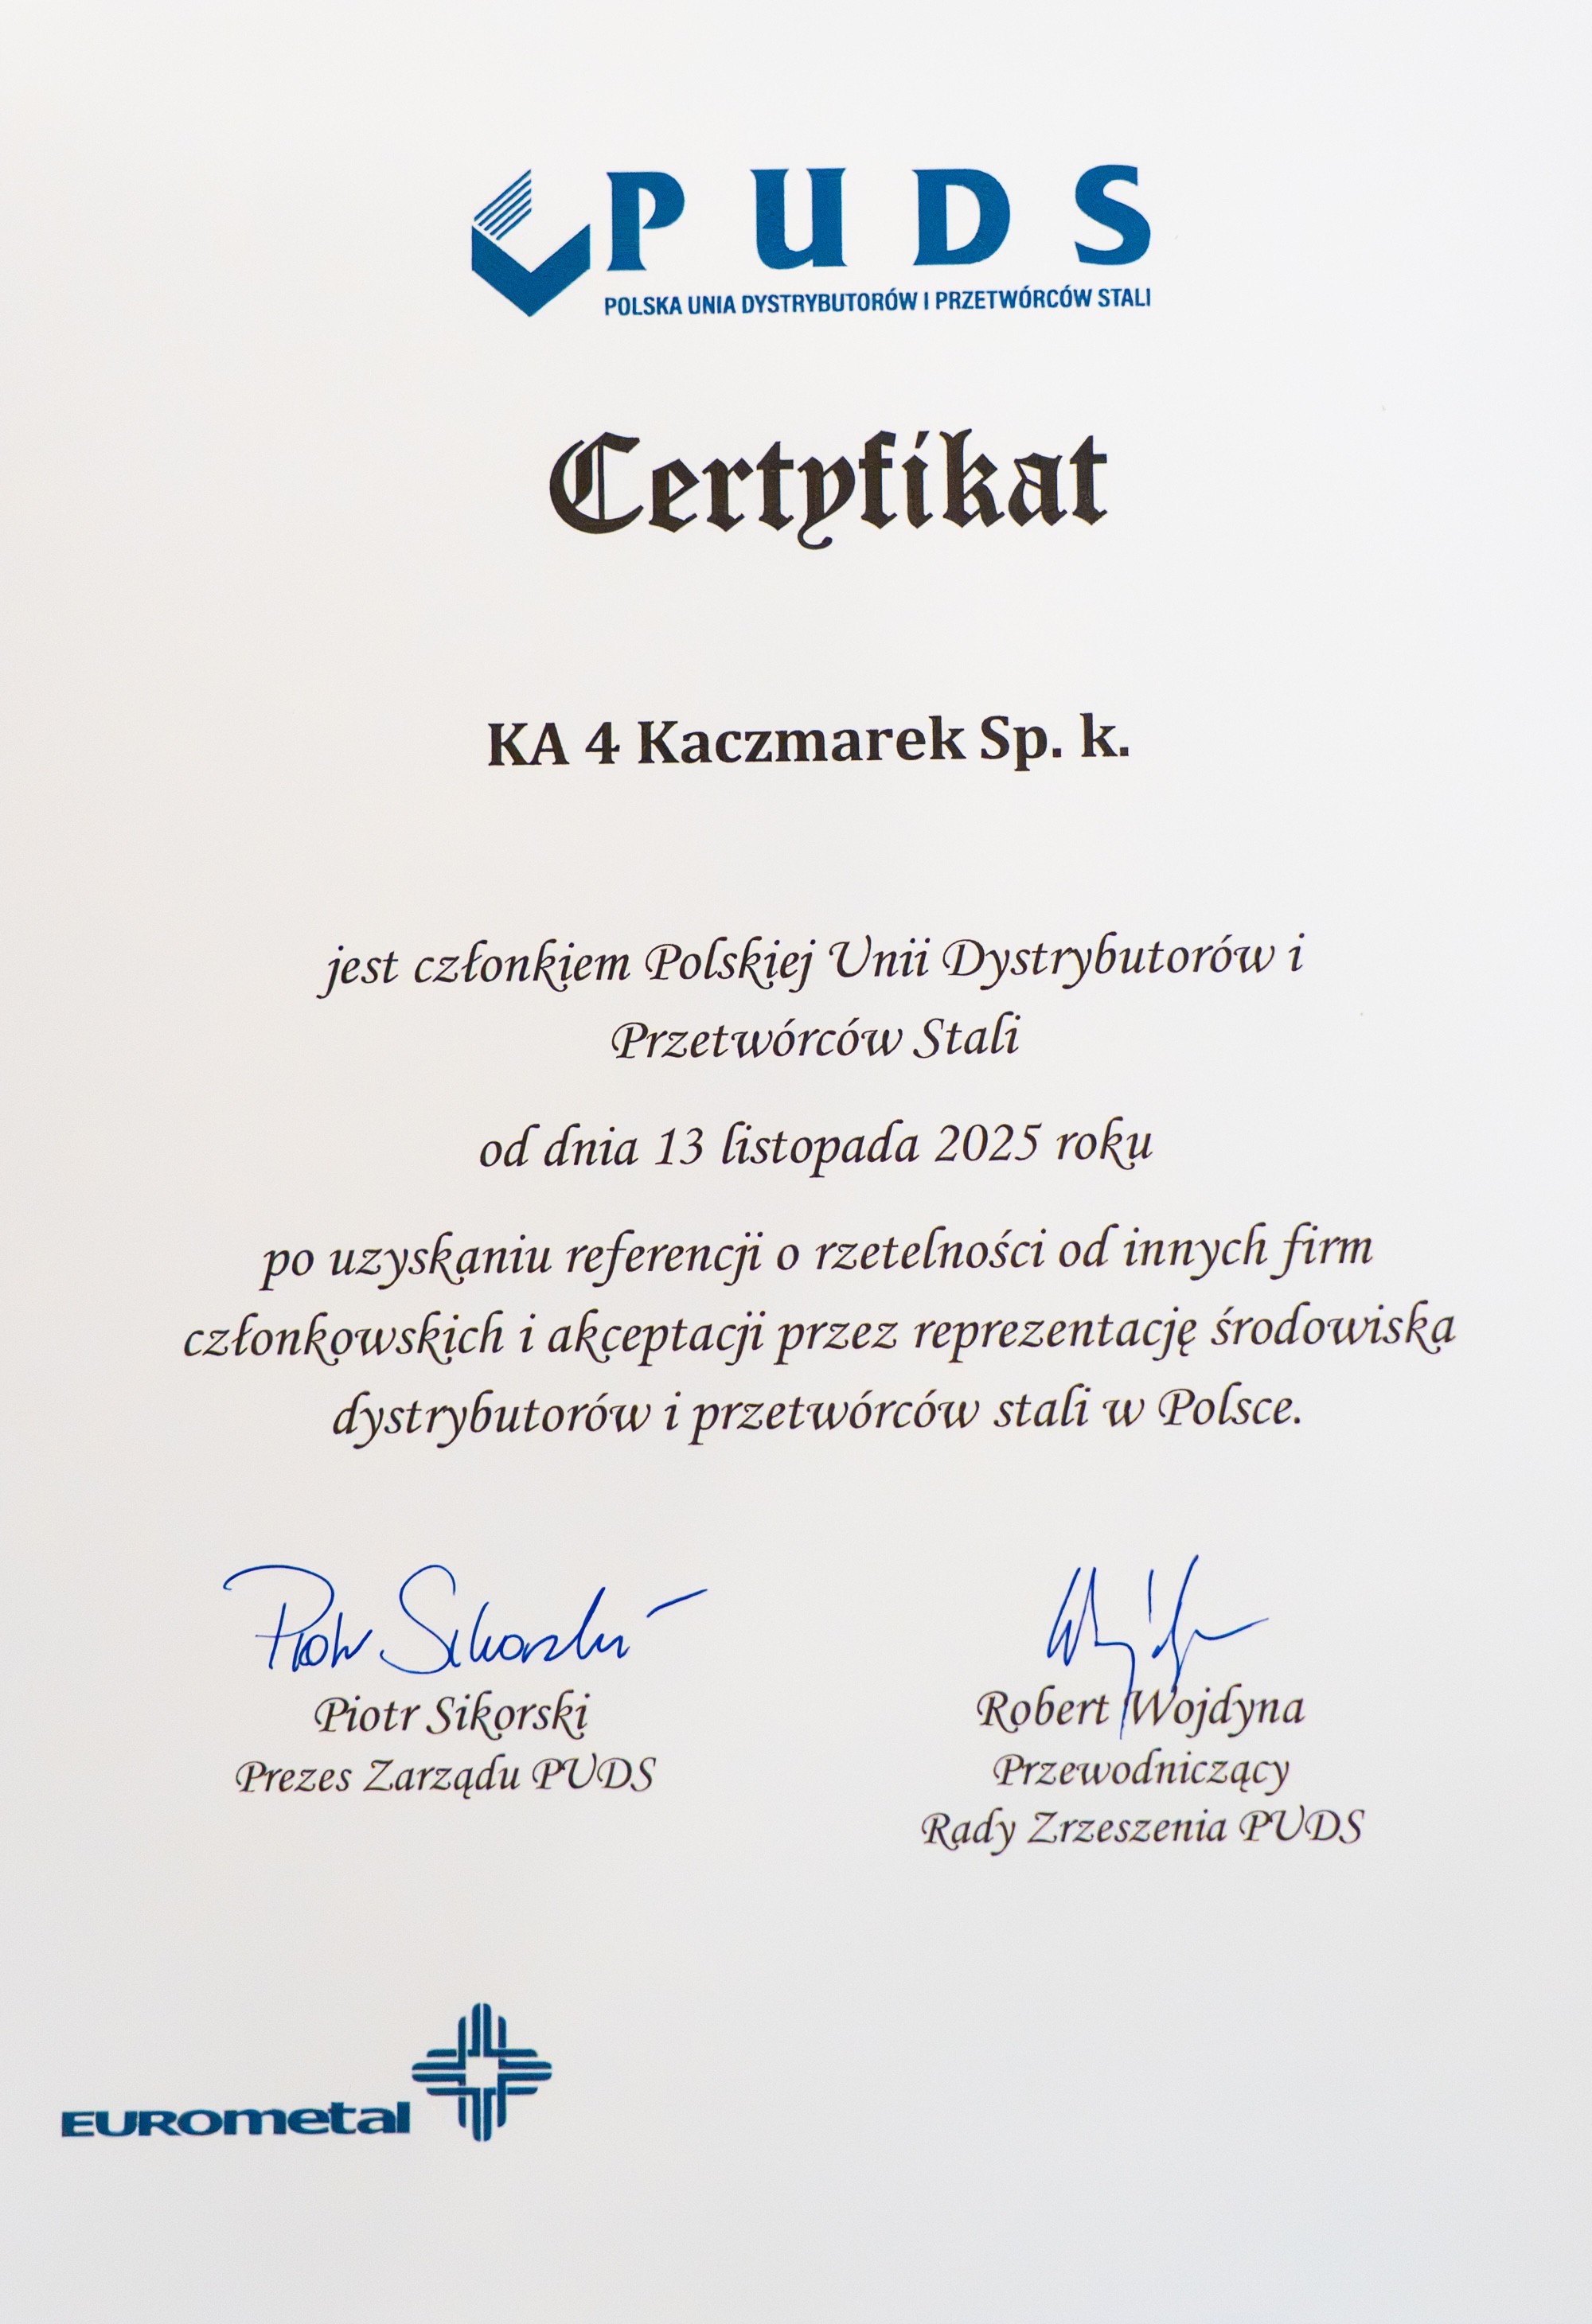 PUDS
POLSKA UNIA DYSTRYBUTORÓW I PRZETWÓRCÓW STALI
Certyfikat
KA 4 Kaczmarek Sp. k.
jest członkiem Polskiej Unii Dystrybutorów i
Przetwórców Stali
od dnia 13 listopada 2025 roku
po uzyskaniu referencji o rzetelności od innych firm
członkowskich i akceptacji przez reprezentację środowiska
dystrybutorów i przetwórców stali w Polsce.
Piotr Sikorski
Piotr Sikorski
Prezes Zarządu PUDS
Robert Wojdyna
Przewodniczący
Rady Zrzeszenia PUDS
EUROmetal